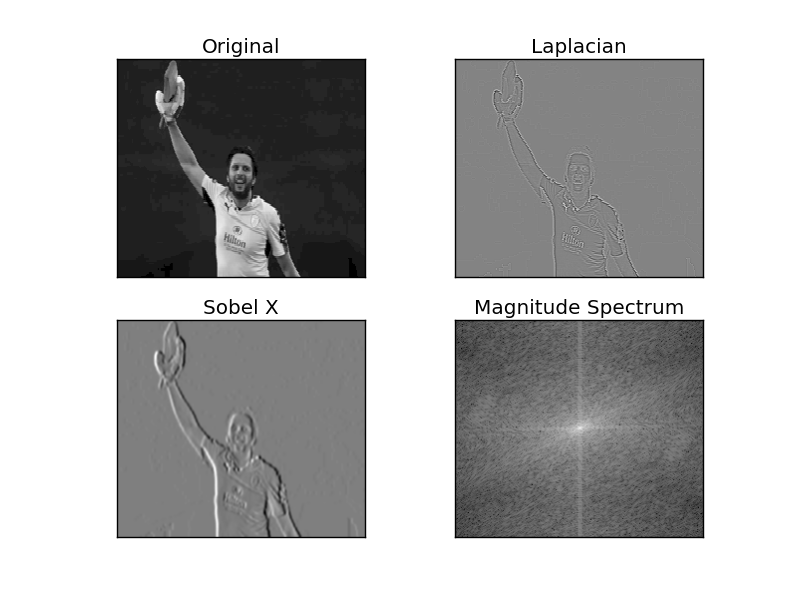 Original
Laplacian
Hilton
Hilton
Sobel X
Magnitude Spectrum